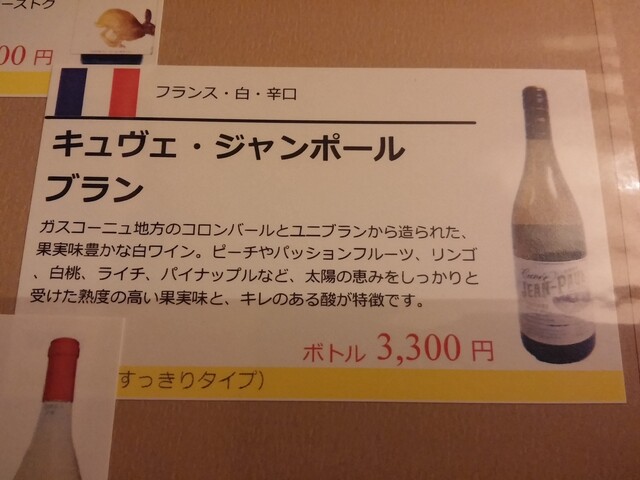 ーストク
00 円
フランス・白・辛口
キュヴェ・ジャンポール
ブラン
ガスコーニュ地方のコロンバールとユニブランから造られた、
果実味豊かな白ワイン。ピーチやパッションフルーツ、リンゴ
、白桃、ライチ、パイナップルなど、太陽の恵みをしっかりと
受けた熟度の高い果実味と、キレのある酸が特徴です。
JEAN-PAUL
ボトル 3,300 円
すっきりタイプ）